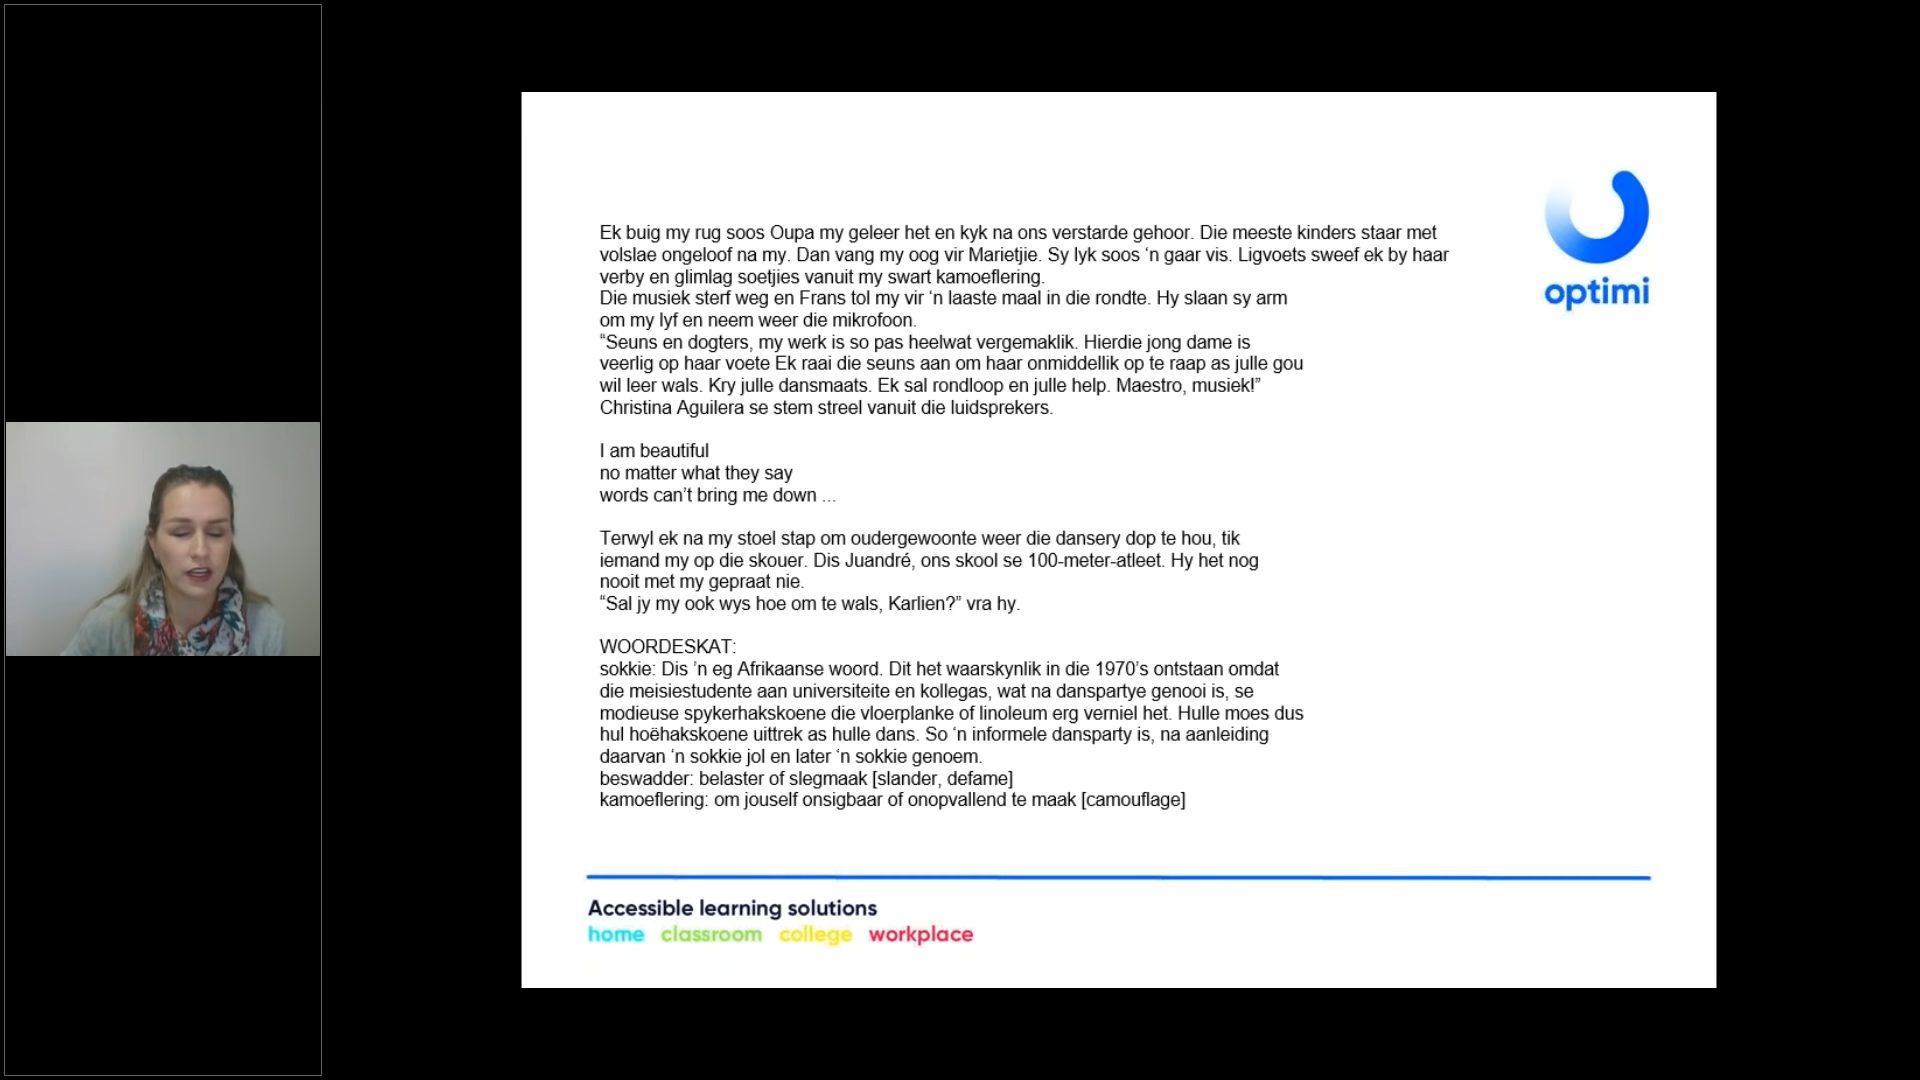 Ek buig my rug soos Oupa my geleer het en kyk na ons verstarde gehoor. Die meeste kinders staar met
volslae ongeloof na my. Dan vang my oog vir Marietjie. Sy lyk soos ‘n gaar vis. Ligvoets sweef ek by haar
verby en glimlag soetjies vanuit my swart kamoeflering.
Die musiek sterf weg en Frans tol my vir ‘n laaste maal in die rondte. Hy slaan sy arm
om my lyf en neem weer die mikrofoon.
“Seuns en dogters, my werk is so pas heelwat vergemaklik. Hierdie jong dame is
veerlig op haar voete Ek raai die seuns aan om haar onmiddellik op te raap as julle gou
wil leer wals. Kry julle dansmaats. Ek sal rondloop en julle help. Maestro, musiek!”
Christina Aguilera se stem streel vanuit die luidsprekers.
I am beautiful
no matter what they say
words can’t bring me down ...
Terwyl ek na my stoel stap om oudergewoonte weer die dansery dop te hou, tik
iemand my op die skouer. Dis Juandré, ons skool se 100-meter-atleet. Hy het nog
nooit met my gepraat nie.
“Sal jy my ook wys hoe om te wals, Karlien?” vra hy.
WOORDESKAT:
sokkie: Dis ’n eg Afrikaanse woord. Dit het waarskynlik in die 1970’s ontstaan omdat
die meisiestudente aan universiteite en kollegas, wat na danspartye genooi is, se
modieuse spykerhakskoene die vloerplanke of linoleum erg verniel het. Hulle moes dus
hul hoëhakskoene uittrek as hulle dans. So ‘n informele dansparty is, na aanleiding
daarvan ‘n sokkie jol en later ‘n sokkie genoem.
beswadder: belaster of slegmaak [slander, defame]
kamoeflering: om jouself onsigbaar of onopvallend te maak [camouflage]
optimi
Accessible learning solutions
home classroom college workplace